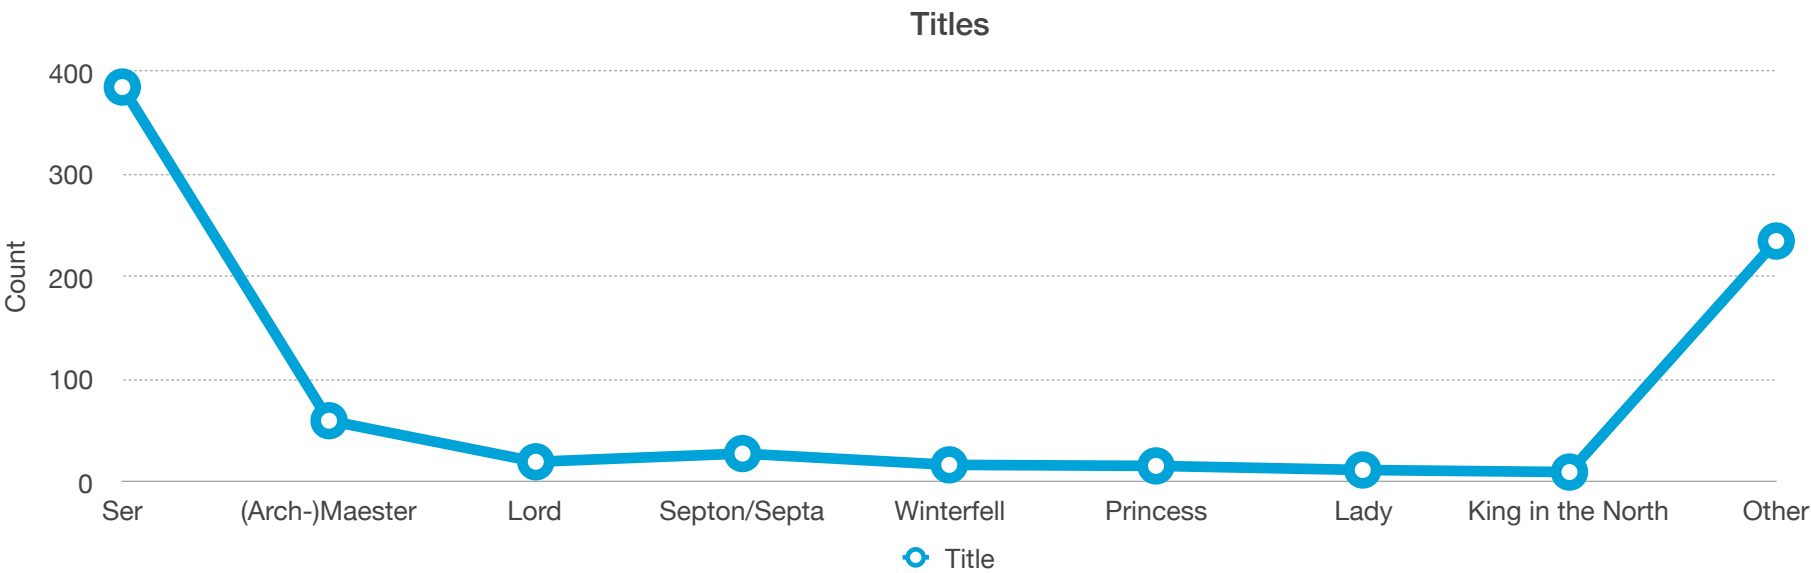 Titles
Count
400
300
200
100
0
Ser
(Arch-)Maester
Lord
Septon/Septa
Winterfell
Princess
Lady
King in the North
Other
Title